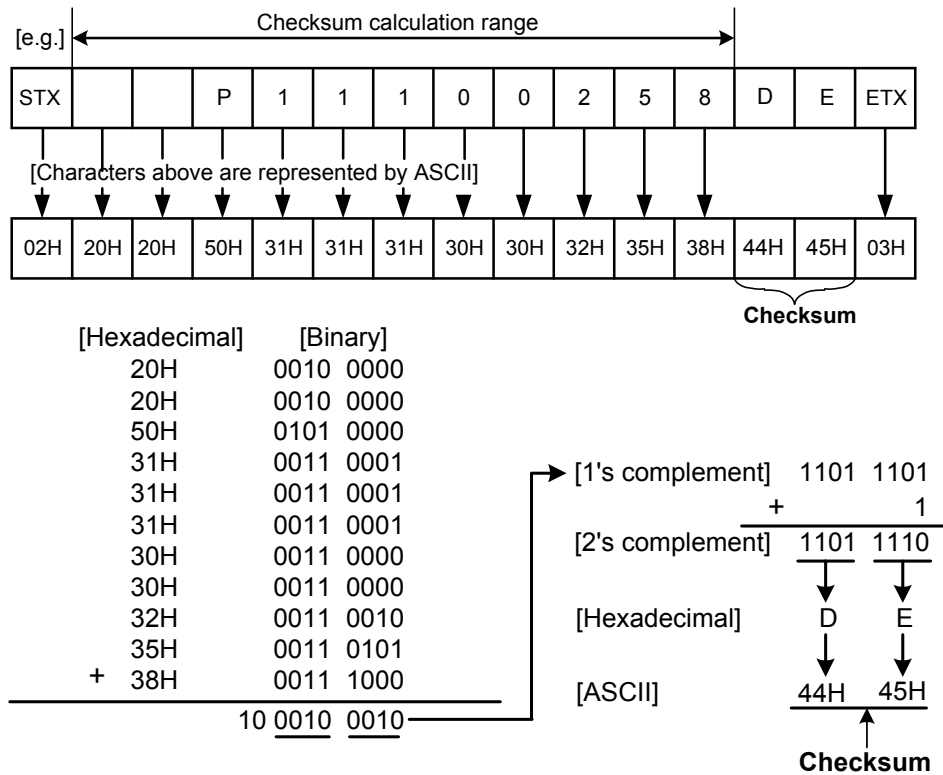 Checksum calculation range
[e.g.]
STX P 1 1 1 0 0 2 5 8 D E ETX
[Characters above are represented by ASCII]
02H 20H 20H 50H 31H 31H 31H 30H 30H 32H 35H 38H 44H 45H 03H
Checksum
[Hexadecimal] [Binary]
20H 0010 0000
20H 0010 0000
50H 0101 0000
31H 0011 0001
31H 0011 0001
31H 0011 0001
30H 0011 0000
30H 0011 0000
32H 0011 0010
35H 0011 0101
+ 38H 0011 1000
10 0010 0010
[1's complement] 1101 1101
+ 1
[2's complement] 1101 1110
[Hexadecimal] D E
[ASCII] 44H 45H
Checksum